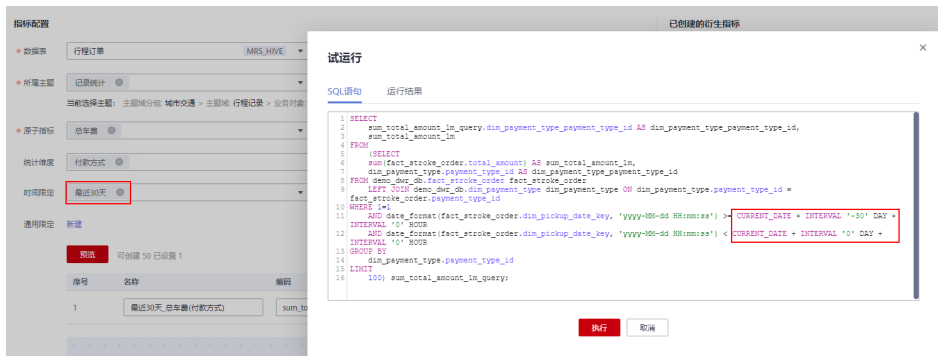 指标配置
已创建的衍生指标
* 数据表 行程订单 MRS_HIVE
* 所属主题 记录统计
当前选择主题： 主题域分组 城市交通 > 主题域 行程记录 > 业务对象
* 原子指标 总车费
统计维度 付款方式
时间限定 最近30天
通用限定 新建
预览 可创建 50 已设置 1
序号 名称 编码
1 最近30天_总车费(付款方式) sum_to
试运行
SQL语句 运行结果
1 SELECT
2 sum_total_amount_lm_query.dim_payment_type_payment_type_id AS dim_payment_type_payment_type_id,
3 sum_total_amount_lm
4 FROM
5 (SELECT
6 sum(fact_stroke_order.total_amount) AS sum_total_amount_lm,
7 dim_payment_type.payment_type_id AS dim_payment_type_payment_type_id
8 FROM demo_dwr_db.fact_stroke_order fact_stroke_order
9 LEFT JOIN demo_dwr_db.dim_payment_type dim_payment_type ON dim_payment_type.payment_type_id =
fact_stroke_order.payment_type_id
10 WHERE 1=1
11 AND date_format(fact_stroke_order.dim_pickup_date_key, 'yyyy-MM-dd HH:mm:ss') >= CURRENT_DATE + INTERVAL '-30' DAY +
INTERVAL '0' HOUR
12 AND date_format(fact_stroke_order.dim_pickup_date_key, 'yyyy-MM-dd HH:mm:ss') < CURRENT_DATE + INTERVAL '0' DAY +
INTERVAL '0' HOUR
13 GROUP BY
14 dim_payment_type.payment_type_id
15 LIMIT
16 100) sum_total_amount_lm_query;
执行 取消